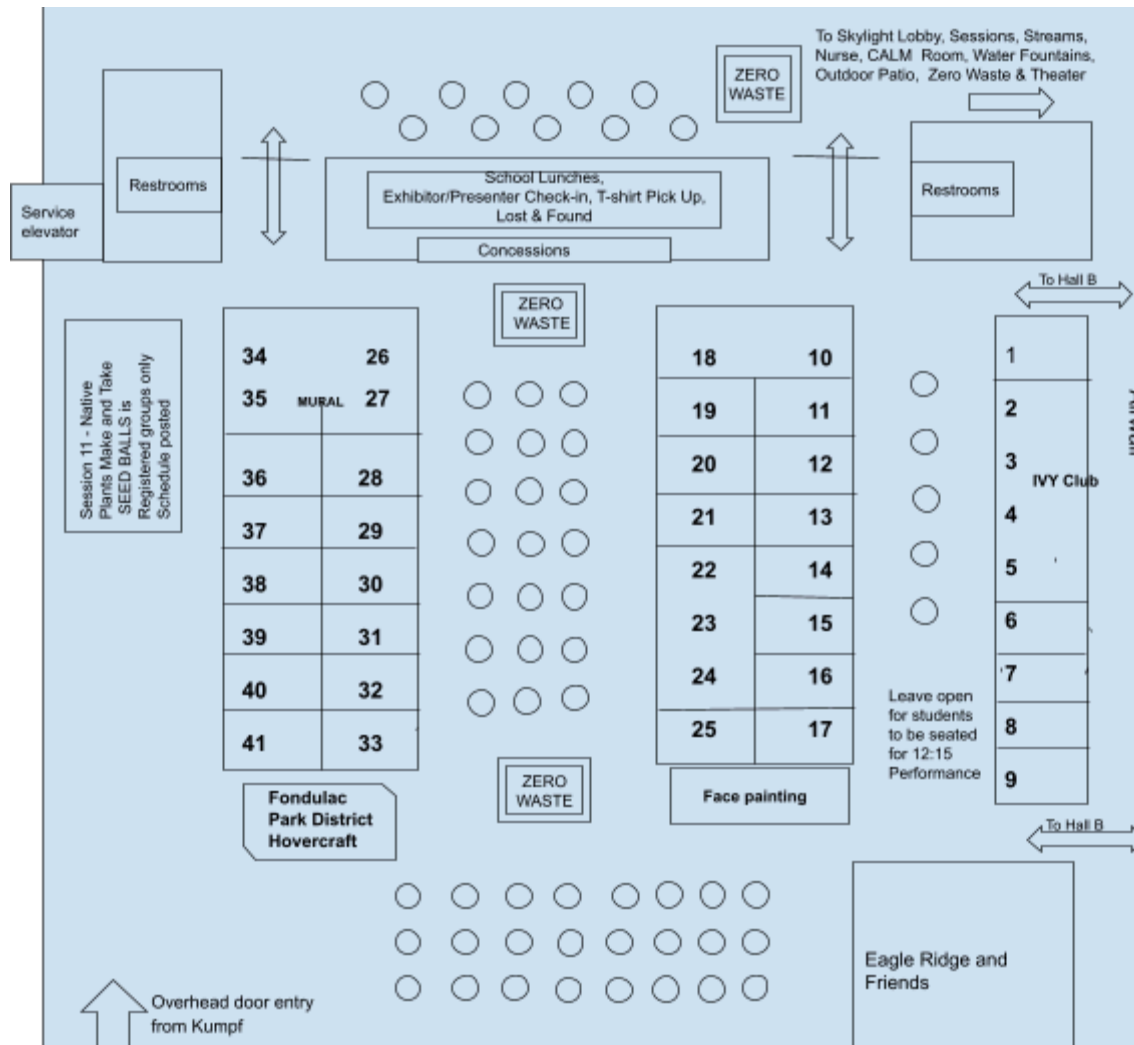 To Skylight Lobby, Sessions, Streams,
Nurse, CALM Room, Water Fountains,
Outdoor Patio, Zero Waste & Theater
ZERO
WASTE
Restrooms
School Lunches,
Exhibitor/Presenter Check-in, T-shirt Pick Up,
Lost & Found
Concessions
Restrooms
Service
elevator
To Hall B
ZERO
WASTE
Session 11 - Native
Plants Make and Take
SEED BALLS is
Registered groups only
Schedule posted
34 26
35 MURAL 27
36 28
37 29
38 30
39 31
40 32
41 33
18 10
19 11
20 12
21 13
22 14
23 15
24 16
25 17
1
2
3
IVY Club
4
5
6
7
8
9
Leave open
for students
to be seated
for 12:15
Performance
Fondulac
Park District
Hovercraft
ZERO
WASTE
Face painting
To Hall B
Eagle Ridge and
Friends
Overhead door entry
from Kumpf